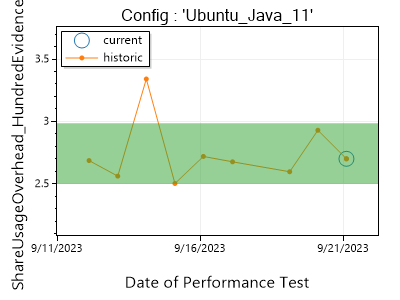 Config : 'Ubuntu_Java_11'
current
historic
ShareUsageOverhead_HundredEvidence
3.5
3
2.5
9/11/2023
9/16/2023
9/21/2023
Date of Performance Test